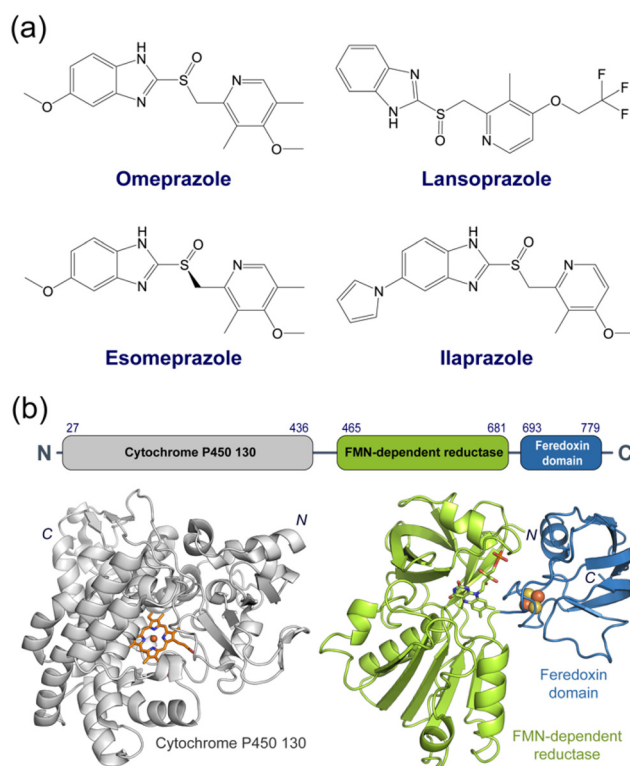 (a)
H
N
O
S
N
O
N
O
Omeprazole
N
N
H
S
O
N
O
F
F
F
Lansoprazole
H
N
O
S
N
O
N
O
Esomeprazole
H
N
O
S
N
N
N
O
Ilaprazole
(b)
27 436 465 681 693 779
N Cytochrome P450 130 FMN-dependent reductase Feredoxin domain C
C
N
Cytochrome P450 130
N
C
Feredoxin
domain
FMN-dependent
reductase